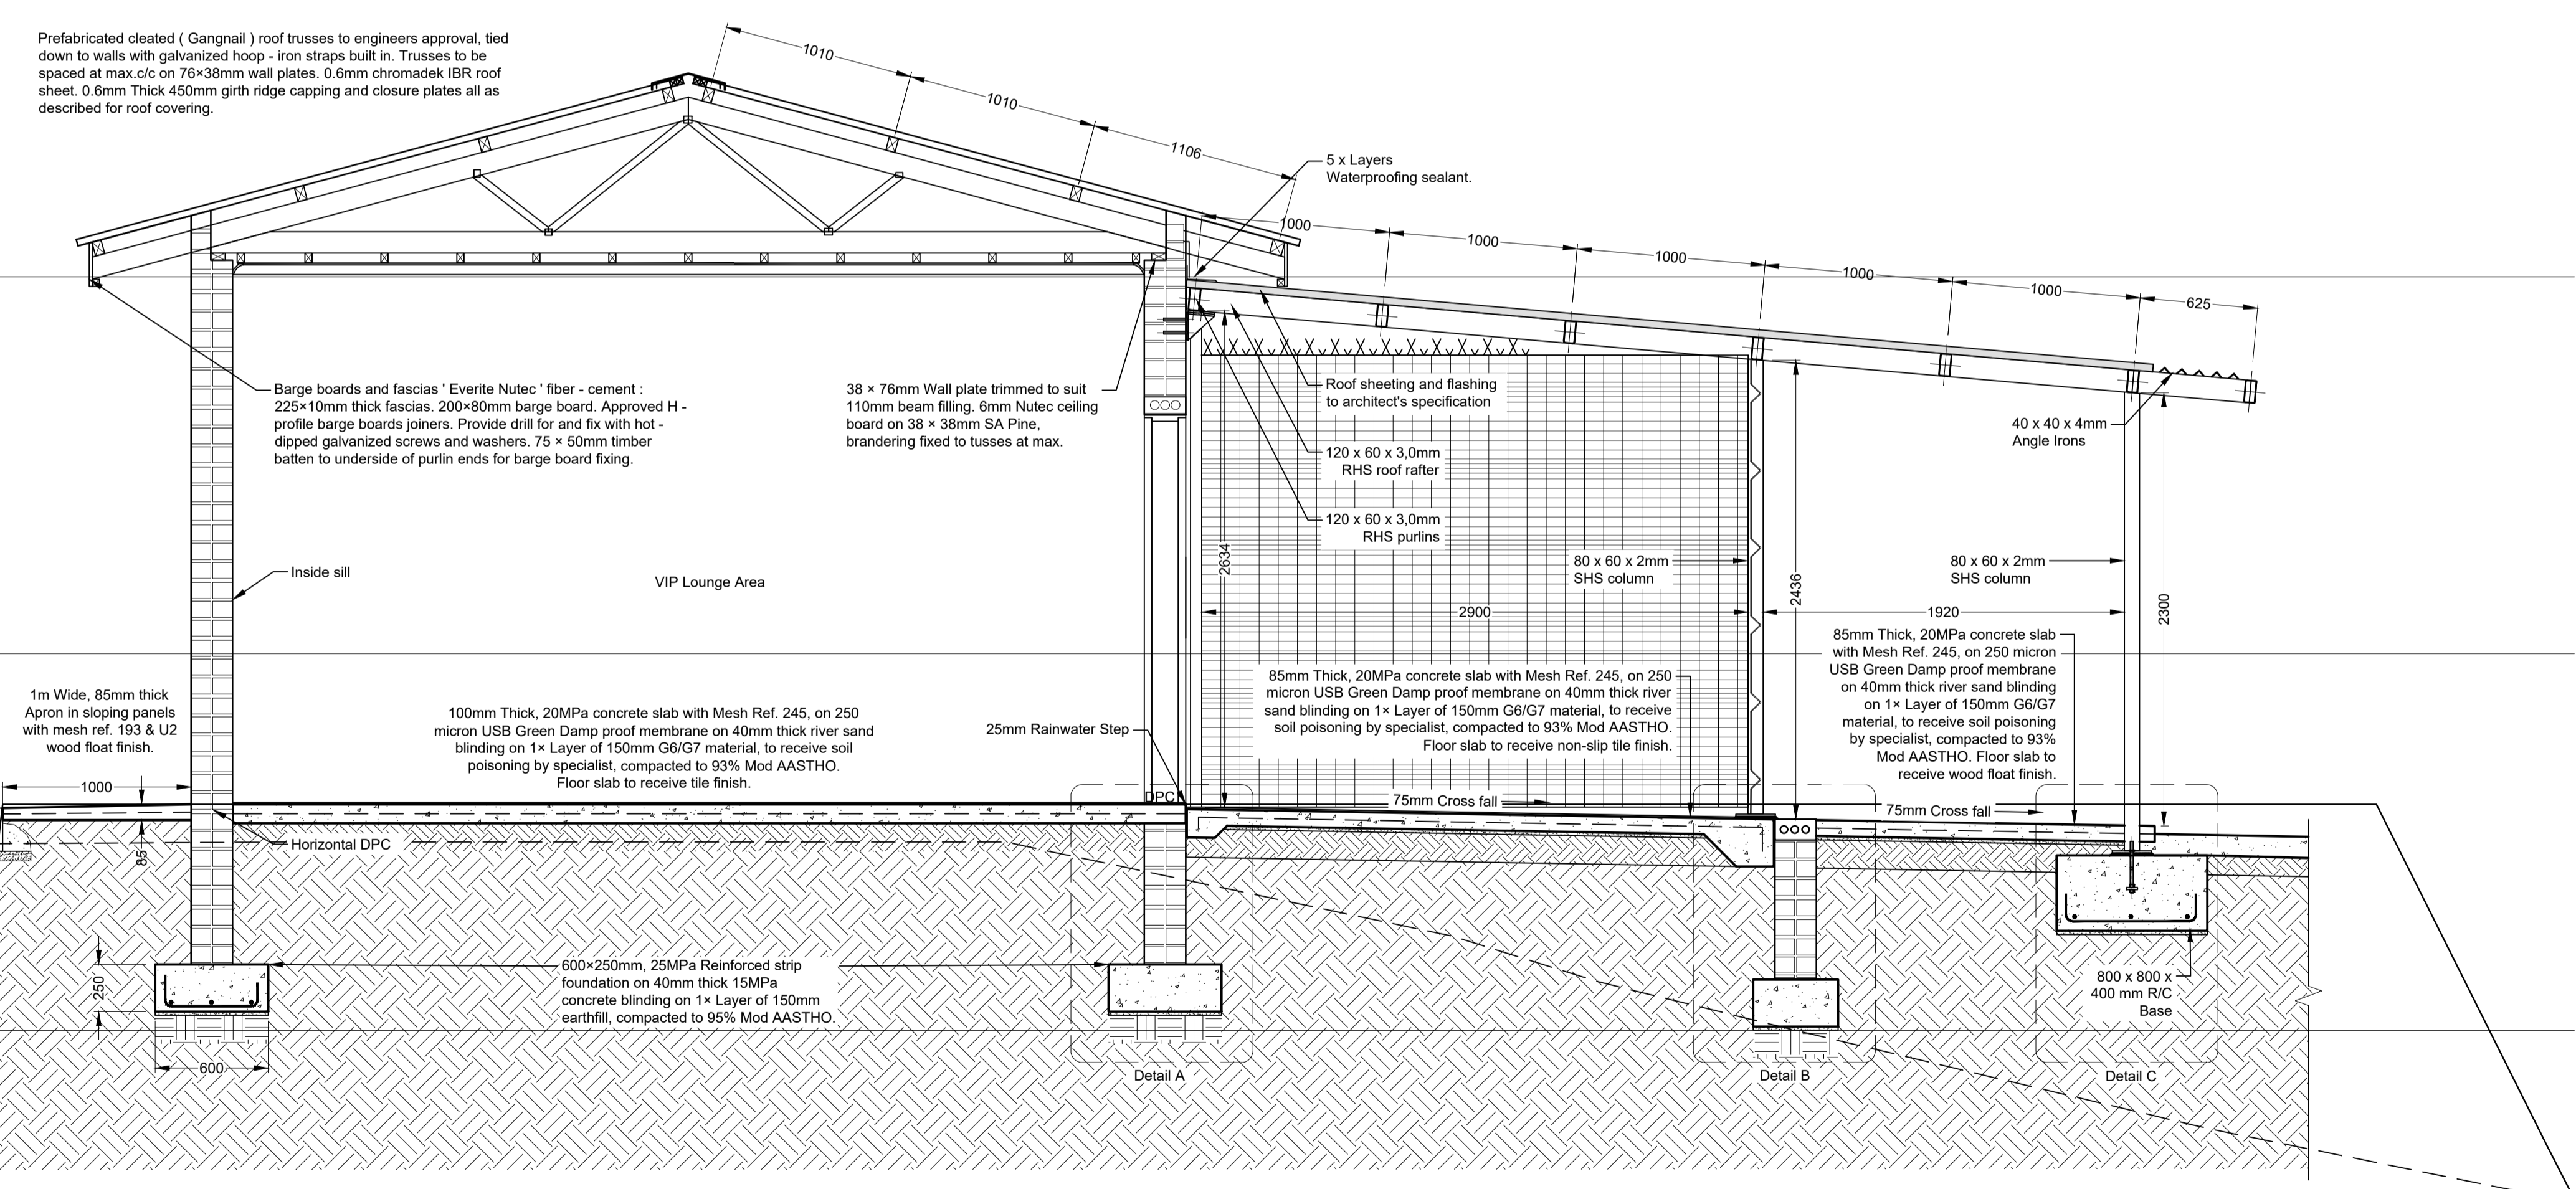 Prefabricated cleated ( Gangnail ) roof trusses to engineers approval, tied
down to walls with galvanized hoop - iron straps built in. Trusses to be
spaced at max.c/c on 76×38mm wall plates. 0.6mm chromadek IBR roof
sheet. 0.6mm Thick 450mm girth ridge capping and closure plates all as
described for roof covering.
1010
1010
1106
5 x Layers
Waterproofing sealant.
1000
1000
1000
1000
1000
625
Barge boards and fascias ' Everite Nutec ' fiber - cement :
225×10mm thick fascias. 200×80mm barge board. Approved H -
profile barge boards joiners. Provide drill for and fix with hot -
dipped galvanized screws and washers. 75 × 50mm timber
batten to underside of purlin ends for barge board fixing.
38 × 76mm Wall plate trimmed to suit
110mm beam filling. 6mm Nutec ceiling
board on 38 × 38mm SA Pine,
brandering fixed to tusses at max.
Roof sheeting and flashing
to architect's specification
40 x 40 x 4mm
Angle Irons
120 x 60 x 3,0mm
RHS roof rafter
120 x 60 x 3,0mm
RHS purlins
2634
80 x 60 x 2mm
SHS column
2436
80 x 60 x 2mm
SHS column
2300
Inside sill
VIP Lounge Area
2900
1920
1m Wide, 85mm thick
Apron in sloping panels
with mesh ref. 193 & U2
wood float finish.
100mm Thick, 20MPa concrete slab with Mesh Ref. 245, on 250
micron USB Green Damp proof membrane on 40mm thick river sand
blinding on 1× Layer of 150mm G6/G7 material, to receive soil
poisoning by specialist, compacted to 93% Mod AASTHO.
Floor slab to receive tile finish.
25mm Rainwater Step
85mm Thick, 20MPa concrete slab with Mesh Ref. 245, on 250
micron USB Green Damp proof membrane on 40mm thick river
sand blinding on 1× Layer of 150mm G6/G7 material, to receive
soil poisoning by specialist, compacted to 93% Mod AASTHO.
Floor slab to receive non-slip tile finish.
85mm Thick, 20MPa concrete slab
with Mesh Ref. 245, on 250 micron
USB Green Damp proof membrane
on 40mm thick river sand blinding
on 1× Layer of 150mm G6/G7
material, to receive soil poisoning
by specialist, compacted to 93%
Mod AASTHO. Floor slab to
receive wood float finish.
1000
DPC
75mm Cross fall
75mm Cross fall
85
Horizontal DPC
250
600×250mm, 25MPa Reinforced strip
foundation on 40mm thick 15MPa
concrete blinding on 1× Layer of 150mm
earthfill, compacted to 95% Mod AASTHO.
800 x 800 x
400 mm R/C
Base
600
Detail A
Detail B
Detail C